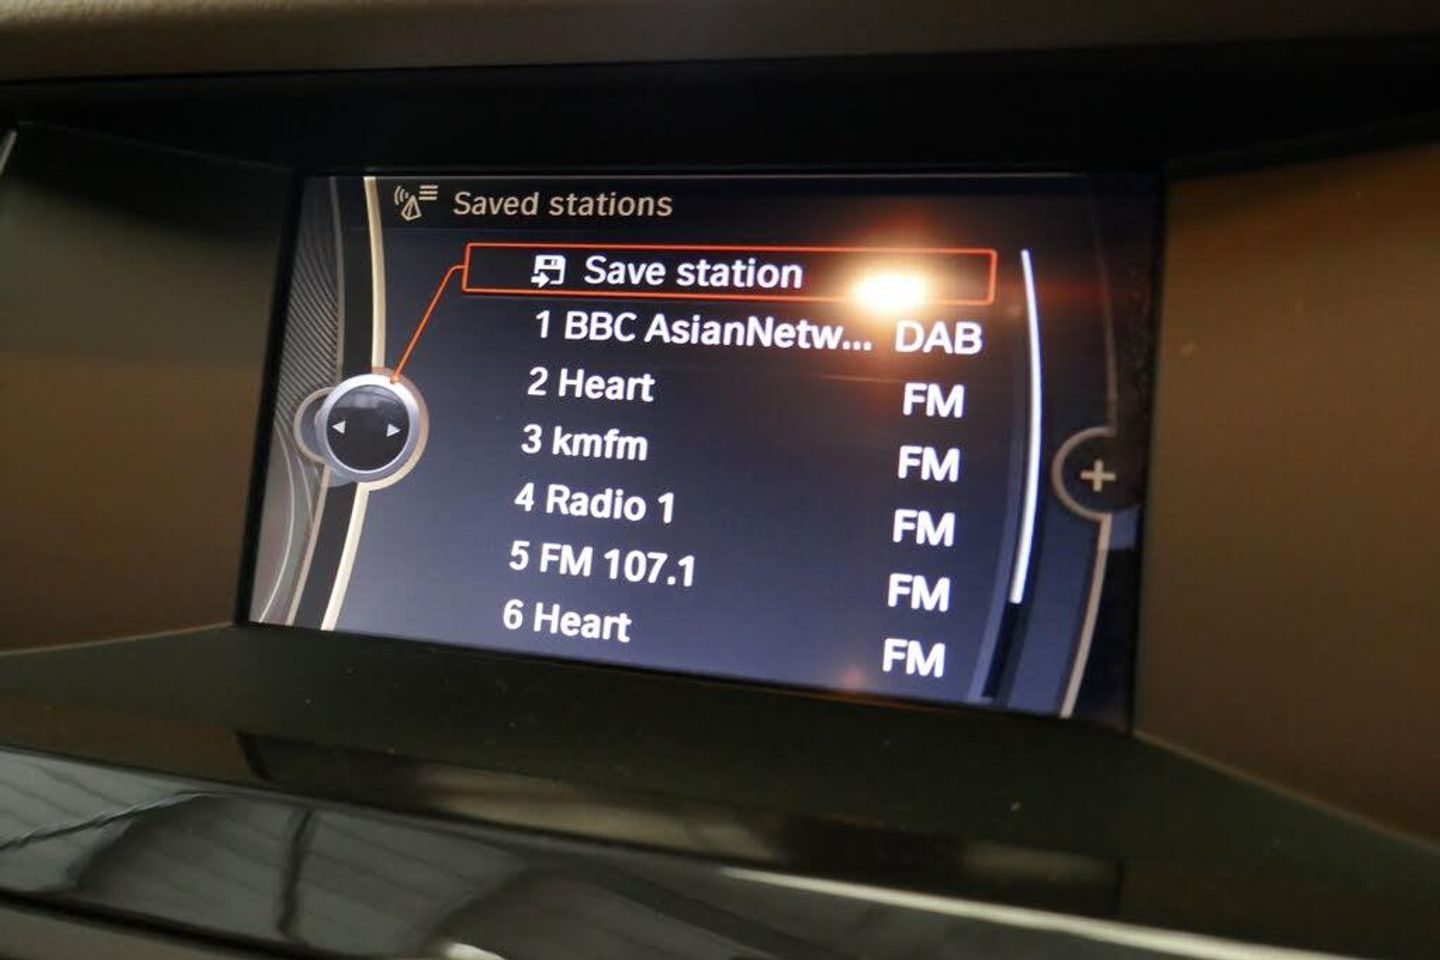 Saved stations
Save station
1 BBC AsianNetw... DAB
2 Heart FM
3 kmfm FM
4 Radio 1 FM
5 FM 107.1 FM
6 Heart FM